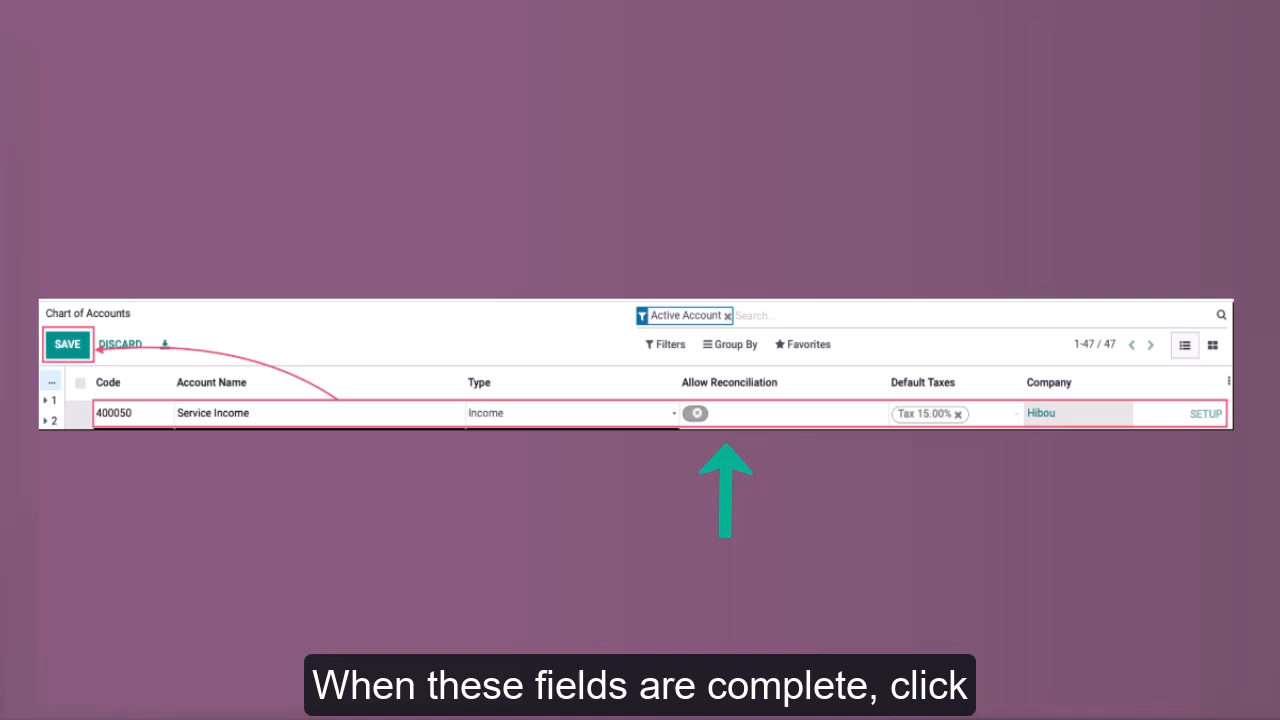 Chart of Accounts
Active Account × Search...
SAVE DISCARD
Filters Group By Favorites
1-47 / 47
... Code Account Name Type Allow Reconciliation Default Taxes Company
1
400050 Service Income Income Tax 15.00% × Hibou SETUP
2
When these fields are complete, click